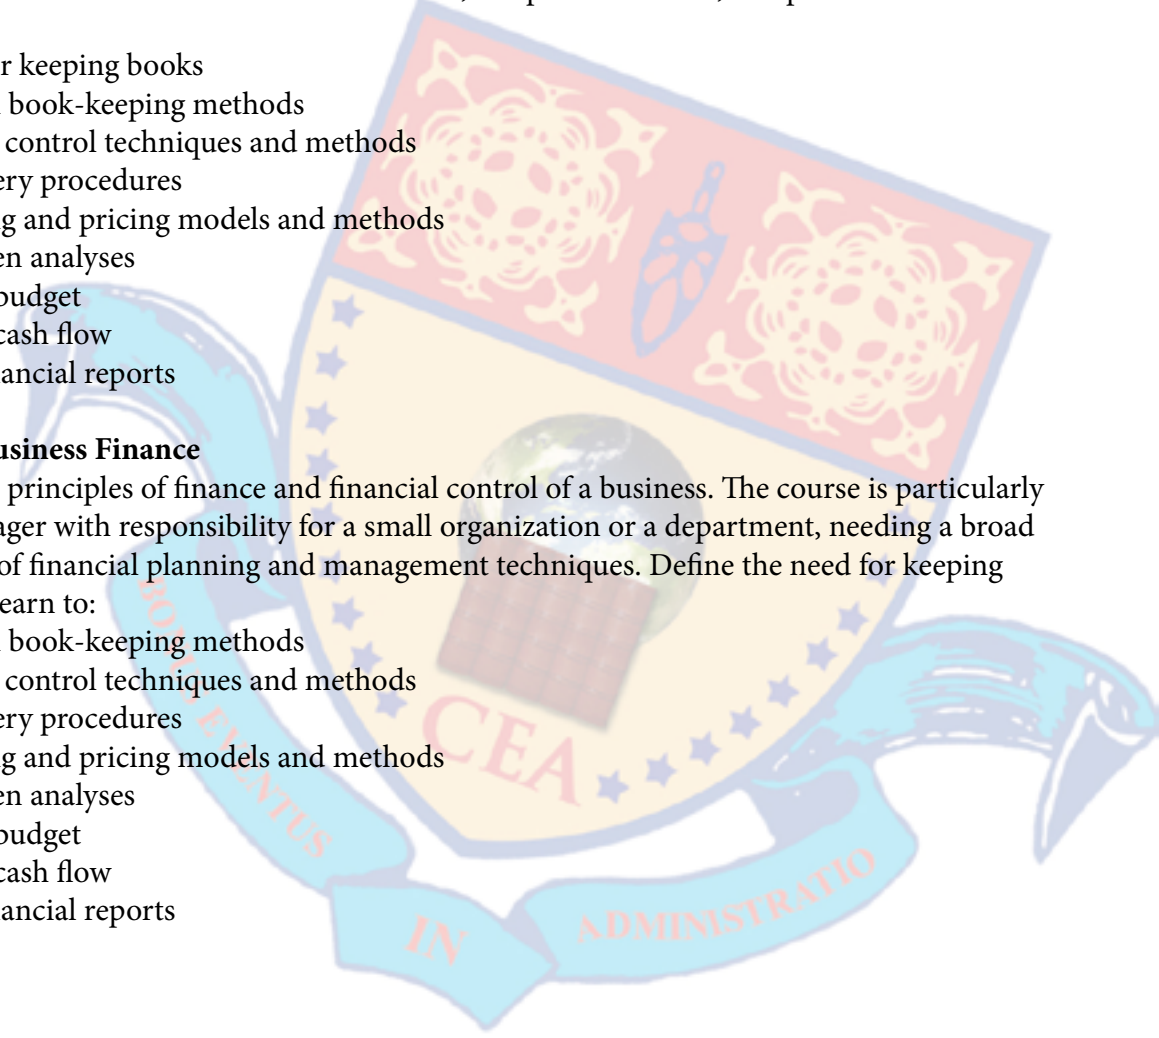 r keeping books
book-keeping methods
control techniques and methods
ery procedures
g and pricing models and methods
en analyses
budget
cash flow
ancial reports
usiness Finance
principles of finance and financial control of a business. The course is particularly
ager with responsibility for a small organization or a department, needing a broad
of financial planning and management techniques. Define the need for keeping
earn to:
book-keeping methods
control techniques and methods
ery procedures
g and pricing models and methods
en analyses
budget
cash flow
ancial reports
CEA
BONUS EVENTUS
IN
ADMINISTRATIO